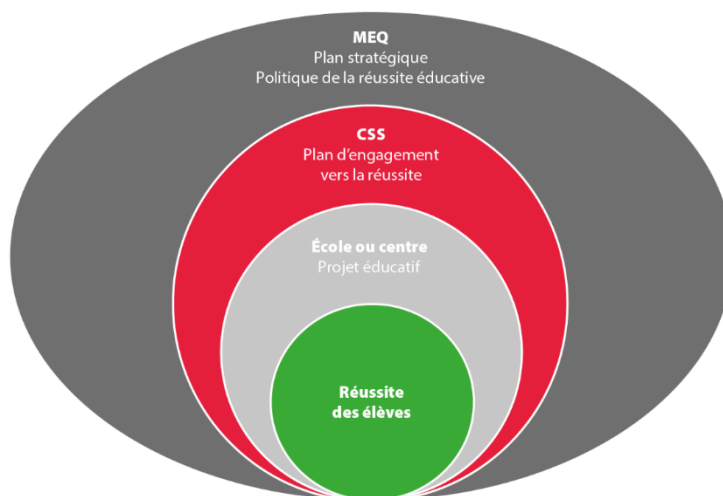 MEQ
Plan stratégique
Politique de la réussite éducative
CSS
Plan d'engagement
vers la réussite
École ou centre
Projet éducatif
Réussite
des élèves